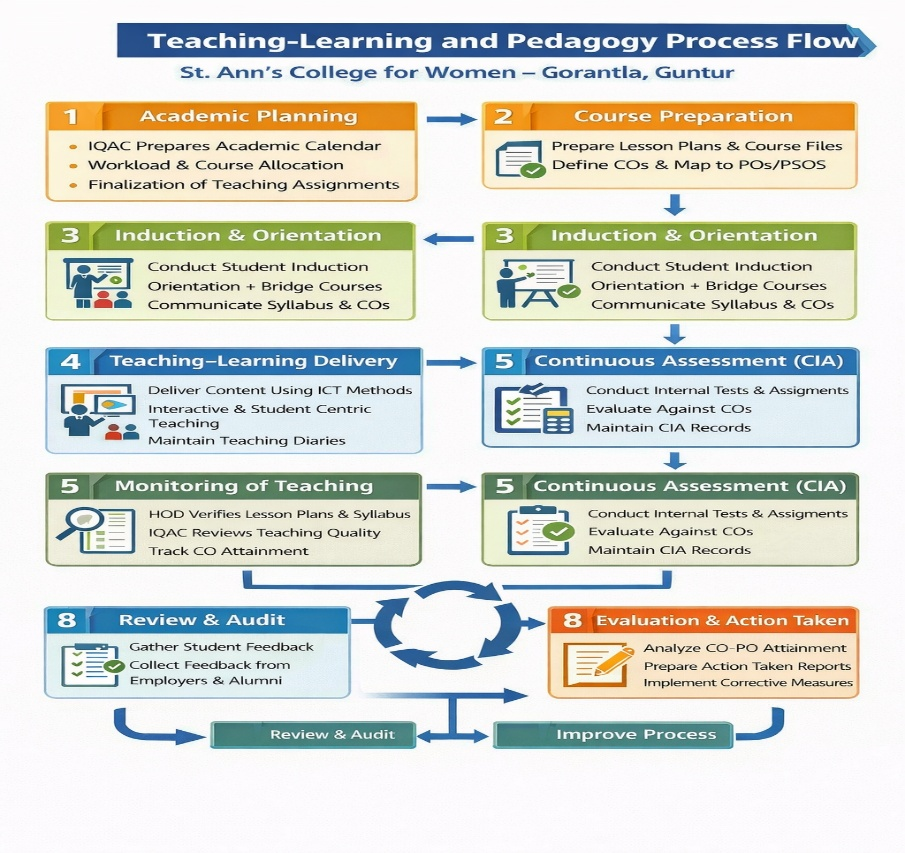 Teaching-Learning and Pedagogy Process Flow
St. Ann's College for Women – Gorantla, Guntur
1 Academic Planning
• IQAC Prepares Academic Calendar
• Workload & Course Allocation
• Finalization of Teaching Assignments
2 Course Preparation
Prepare Lesson Plans & Course Files
Define COs & Map to POs/PSOS
3 Induction & Orientation
Conduct Student Induction
Orientation + Bridge Courses
Communicate Syllabus & COs
3 Induction & Orientation
Conduct Student Induction
Orientation + Bridge Courses
Communicate Syllabus & COs
4 Teaching–Learning Delivery
Deliver Content Using ICT Methods
Interactive & Student Centric
Teaching
Maintain Teaching Diaries
5 Continuous Assessment (CIA)
Conduct Internal Tests & Assigments
Evaluate Against COs
Maintain CIA Records
5 Monitoring of Teaching
HOD Verifies Lesson Plans & Syllabus
IQAC Reviews Teaching Quality
Track CO Attainment
5 Continuous Assessment (CIA)
Conduct Internal Tests & Assigments
Evaluate Against COs
Maintain CIA Records
8 Review & Audit
Gather Student Feedback
Collect Feedback from
Employers & Alumni
8 Evaluation & Action Taken
Analyze CO-PO Attiainment
Prepare Action Taken Reports
Implement Corrective Measures
Review & Audit
Improve Process